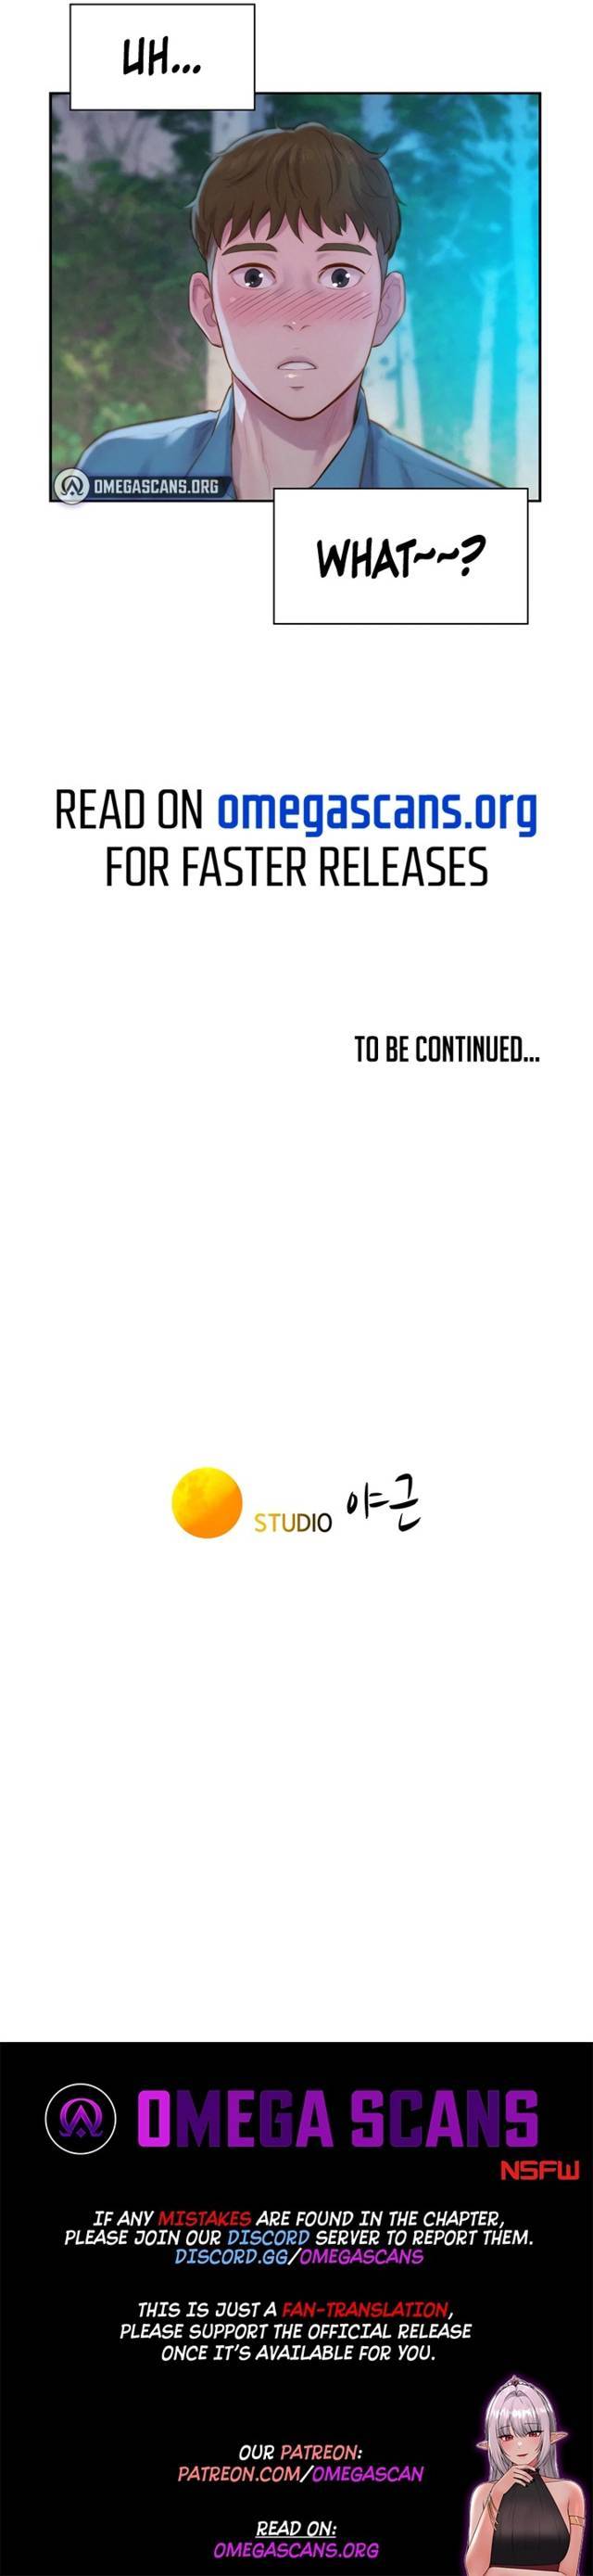 UH...
OMEGASCANS.ORG
WHAT~~?
READ ON omegascans.org
FOR FASTER RELEASES
TO BE CONTINUED...
STUDIO 야근
OMEGA SCANS
NSFW
IF ANY MISTAKES ARE FOUND IN THE CHAPTER,
PLEASE JOIN OUR DISCORD SERVER TO REPORT THEM.
DISCORD.GG/OMEGASCANS
THIS IS JUST A FAN-TRANSLATION,
PLEASE SUPPORT THE OFFICIAL RELEASE
ONCE IT'S AVAILABLE FOR YOU.
OUR PATREON:
PATREON.COM/OMEGASCAN
READ ON:
OMEGASCANS.ORG